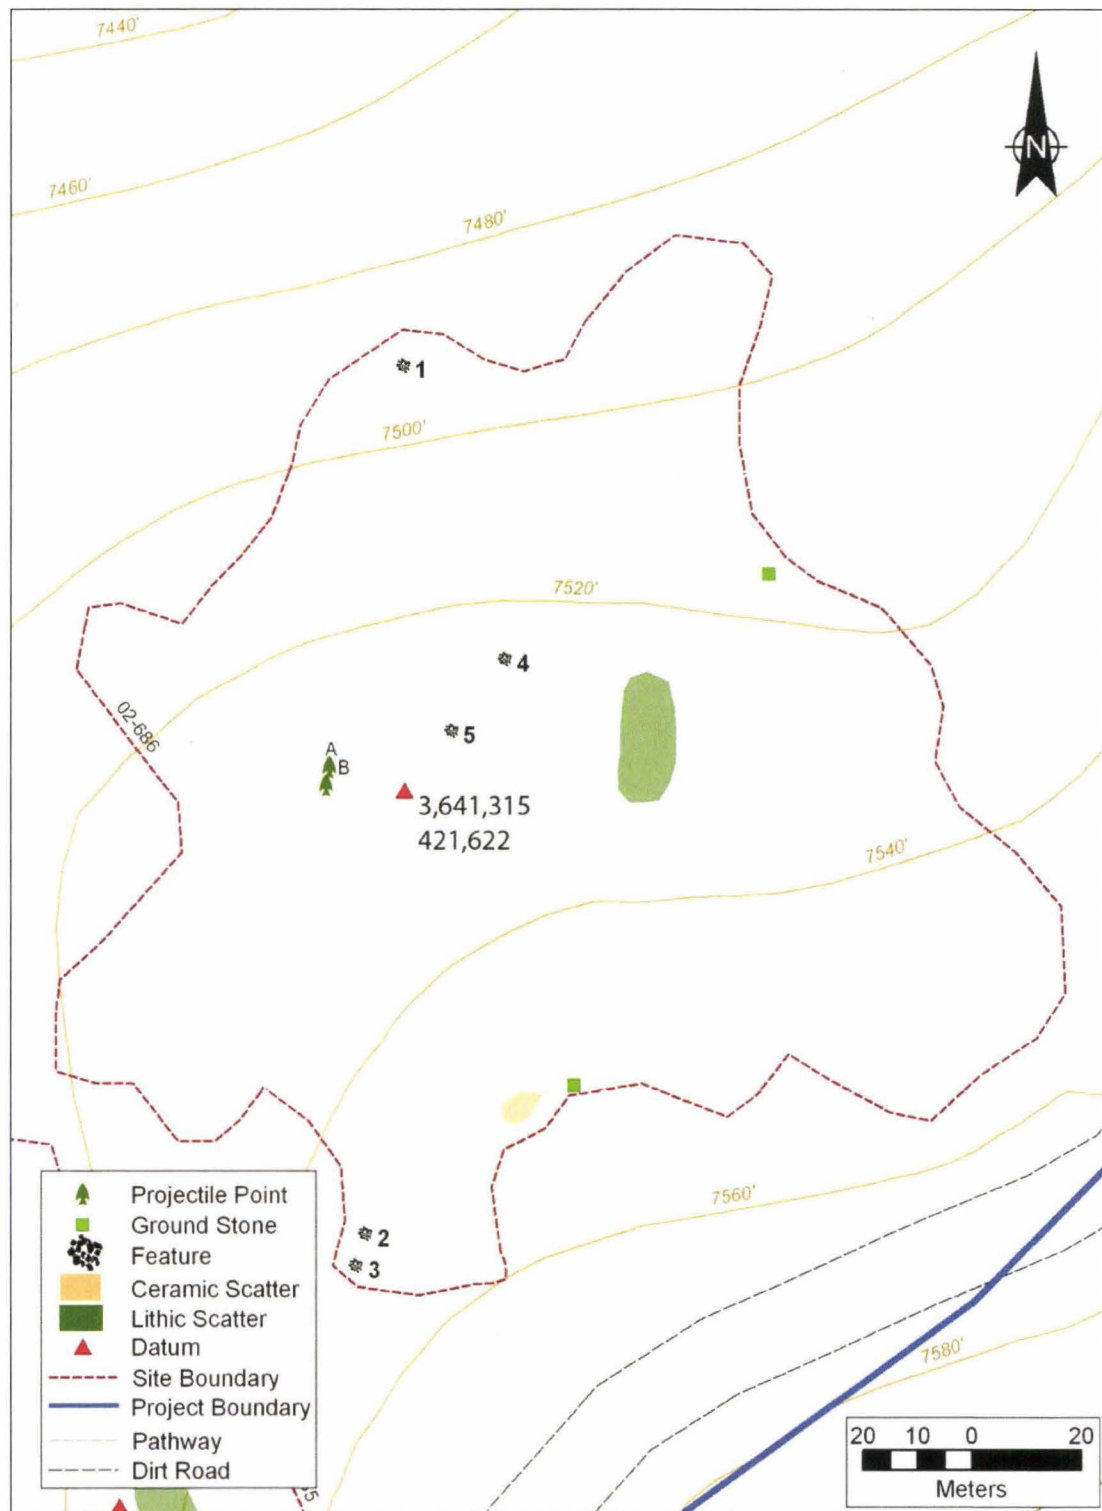 7440'
N
7460'
7480'
1
7500'
7520'
4
02-686
5
A
B
3,641,315
421,622
7540'
7560'
2
3
Projectile Point
Ground Stone
Feature
Ceramic Scatter
Lithic Scatter
Datum
Site Boundary
Project Boundary
Pathway
Dirt Road
7580'
20 10 0 20
Meters